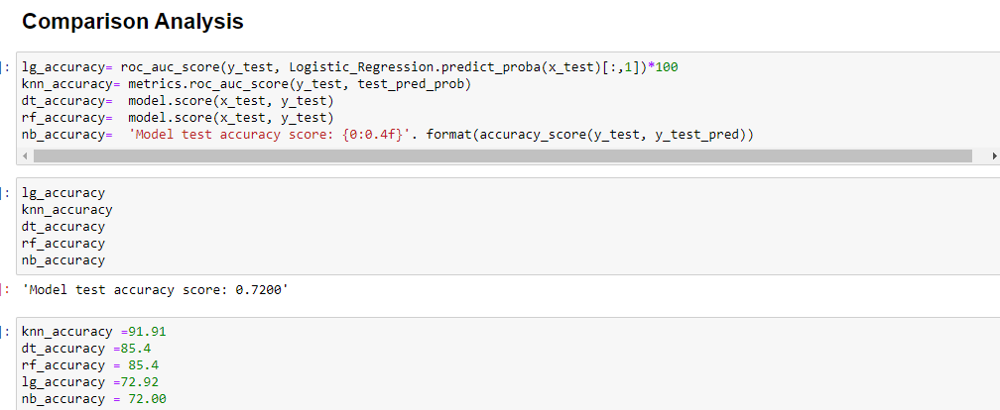 Comparison Analysis
]: lg_accuracy= roc_auc_score(y_test, Logistic_Regression.predict_proba(x_test)[:,1])*100
knn_accuracy= metrics.roc_auc_score(y_test, test_pred_prob)
dt_accuracy=  model.score(x_test, y_test)
rf_accuracy=  model.score(x_test, y_test)
nb_accuracy=  'Model test accuracy score: {0:0.4f}'. format(accuracy_score(y_test, y_test_pred))
]: lg_accuracy
knn_accuracy
dt_accuracy
rf_accuracy
nb_accuracy
]: 'Model test accuracy score: 0.7200'
]: knn_accuracy =91.91
dt_accuracy =85.4
rf_accuracy = 85.4
lg_accuracy =72.92
nb_accuracy = 72.00